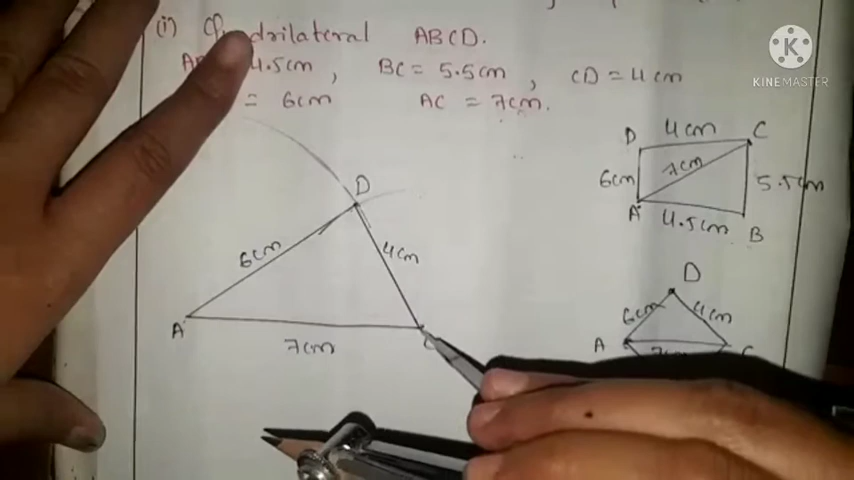 (i) Quadrilateral ABCD.
4.5cm, BC = 5.5cm, CD = 4cm
= 6cm AC = 7cm.
K
KINEMASTER
D 4cm C
6cm 7cm 5.5cm
A 4.5cm B
D
6cm 4cm
A 7cm C
D
6cm 4cm
A
7cm